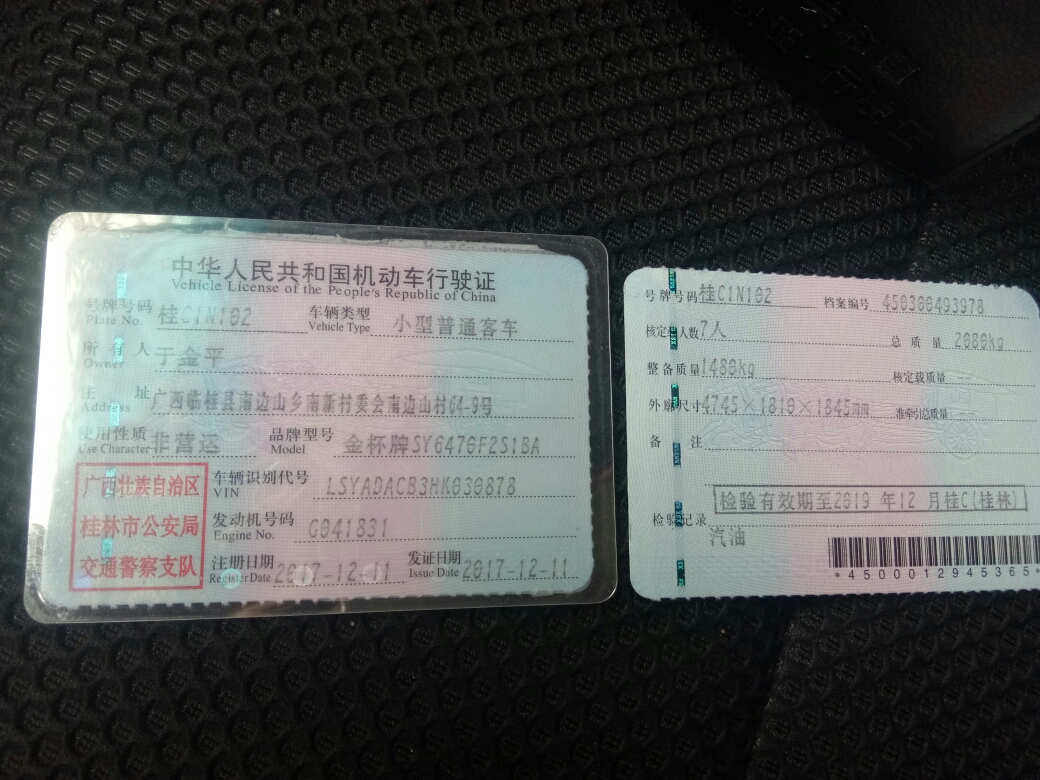 中华人民共和国机动车行驶证
Vehicle License of the People's Republic of China
号牌号码 桂C1N102 车辆类型 小型普通客车
Plate No. Vehicle Type
所有人 于金平
Owner
住址 广西临桂县南边山乡南新村委会南边山村64-9号
Address
使用性质 非营运 品牌型号 金杯牌SY6470F2S1BA
Use Character Model
广西壮族自治区
桂林市公安局
交通警察支队
车辆识别代号 LSYADACB3HK030878
VIN
发动机号码 G041831
Engine No.
注册日期 2017-12-11 发证日期 2017-12-11
Register Date Issue Date
号牌号码 桂C1N102 档案编号 450300493978
核定载人数 7人 总质量 2080kg
整备质量 1480kg 核定载质量
外廓尺寸 4745×1810×1845mm 准牵引总质量
备注
检验有效期至2019年12月桂C(桂林)
检验记录
汽油
*4500012945365*